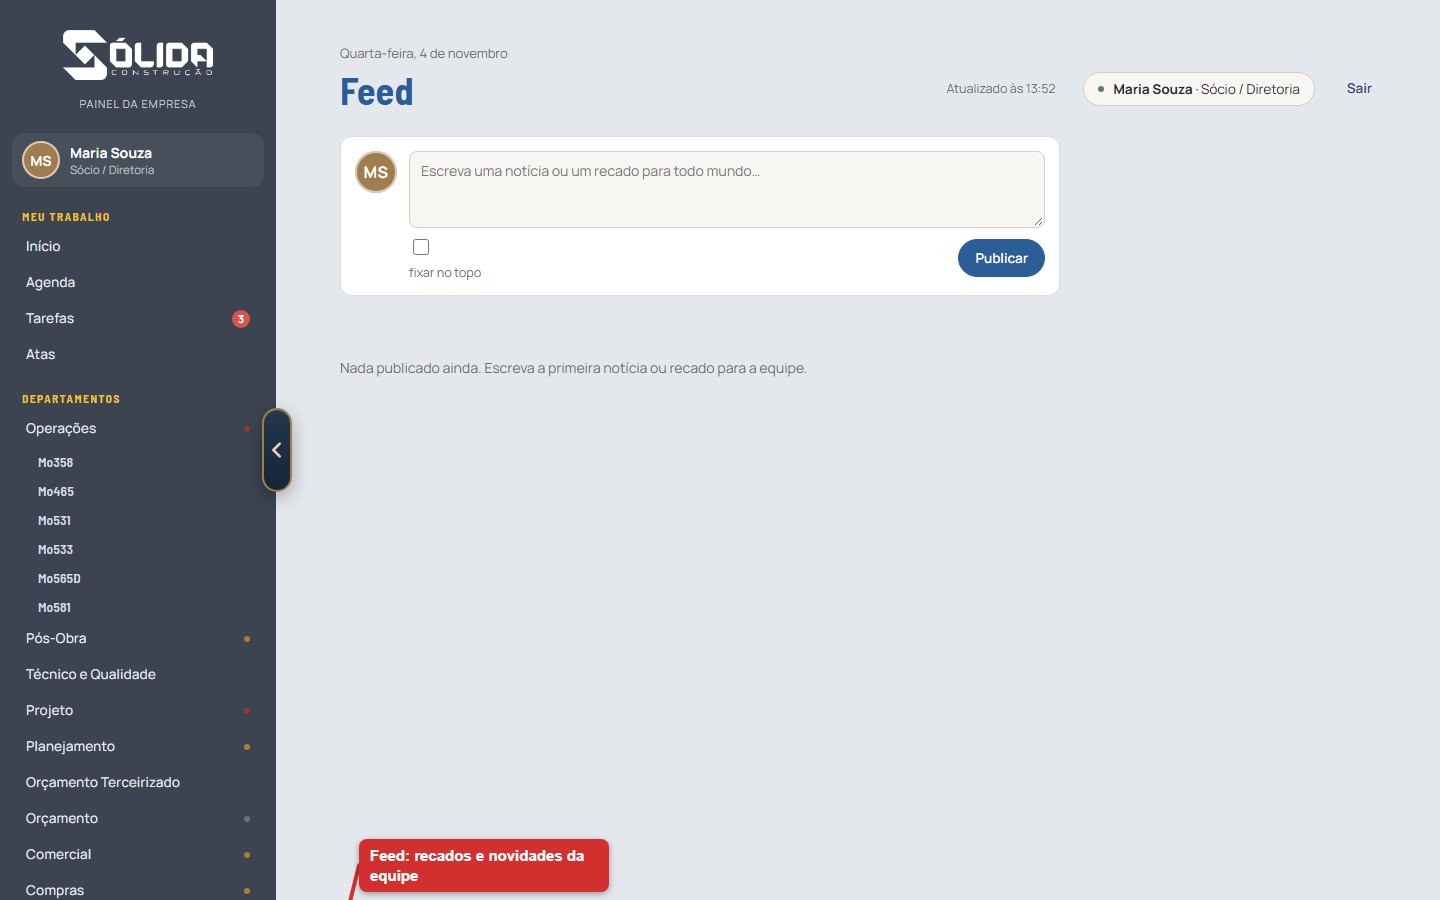 SÓLIDA
CONSTRUÇÃO
PAINEL DA EMPRESA
MS
Maria Souza
Sócio / Diretoria
MEU TRABALHO
Início
Agenda
Tarefas 3
Atas
DEPARTAMENTOS
Operações
Mo358
Mo465
Mo531
Mo533
Mo565D
Mo581
Pós-Obra
Técnico e Qualidade
Projeto
Planejamento
Orçamento Terceirizado
Orçamento
Comercial
Compras
Quarta-feira, 4 de novembro
Feed
Atualizado às 13:52
Maria Souza · Sócio / Diretoria
Sair
MS
Escreva uma notícia ou um recado para todo mundo…
fixar no topo
Publicar
Nada publicado ainda. Escreva a primeira notícia ou recado para a equipe.
Feed: recados e novidades da
equipe